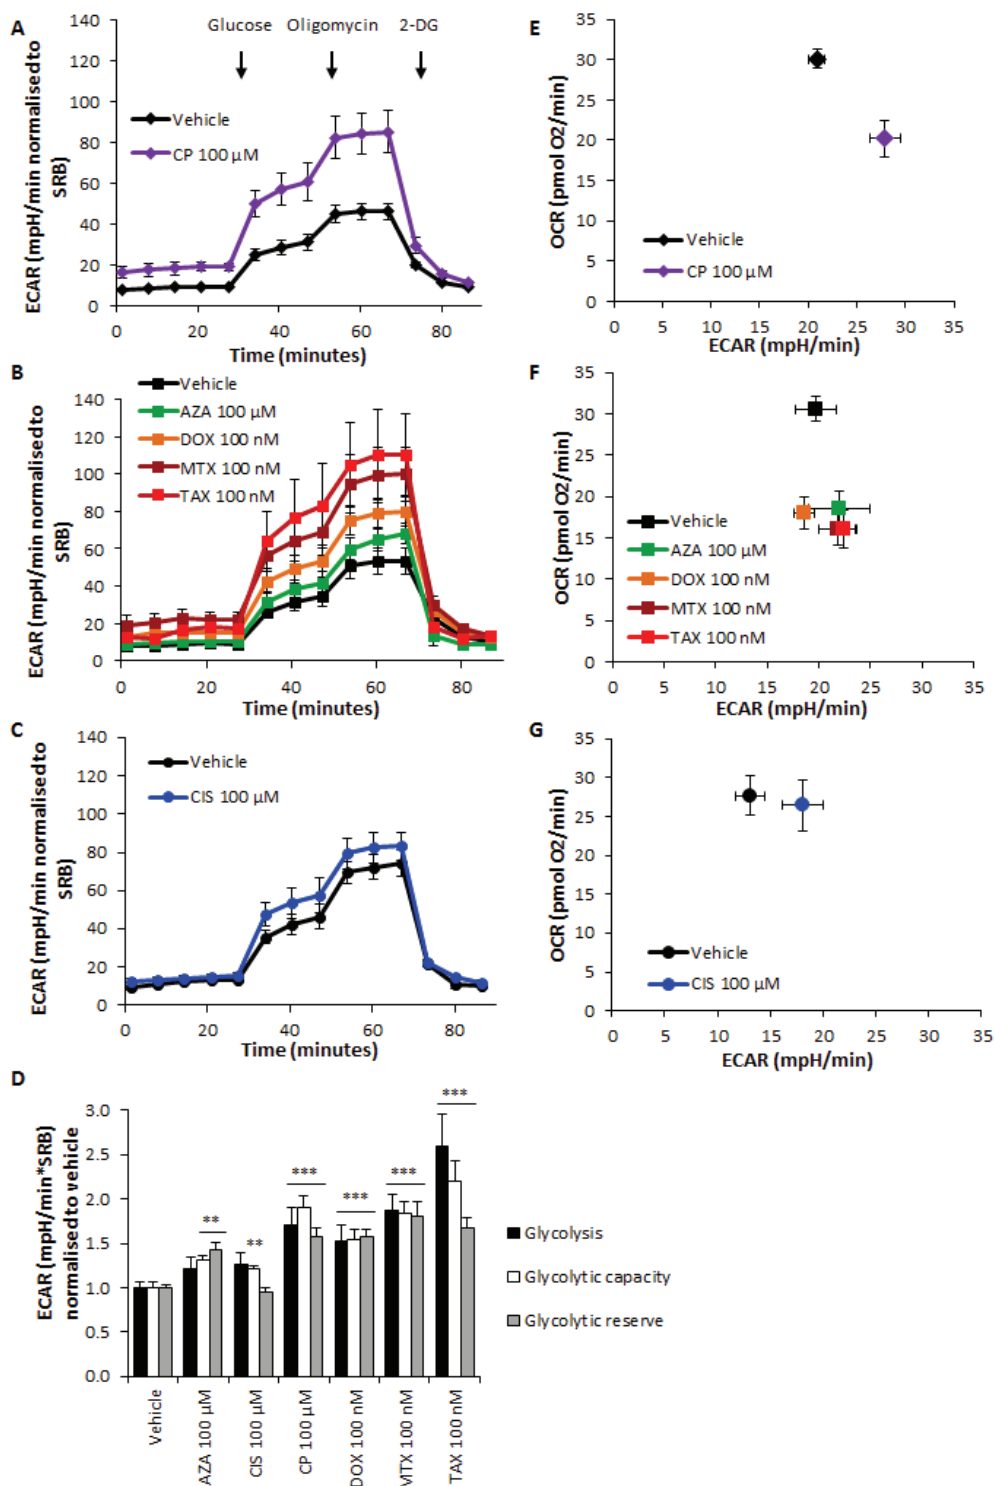 A
Glucose Oligomycin 2-DG
Vehicle
CP 100 µM
ECAR (mpH/min normalised to
SRB)
140
120
100
80
60
40
20
0
0 20 40 60 80
Time (minutes)
E
OCR (pmol O2/min)
35
30
25
20
15
10
5
0
Vehicle
CP 100 µM
0 5 10 15 20 25 30 35
ECAR (mpH/min)
B
Vehicle
AZA 100 µM
DOX 100 nM
MTX 100 nM
TAX 100 nM
ECAR (mpH/min normalised to
SRB)
140
120
100
80
60
40
20
0
0 20 40 60 80
Time (minutes)
F
OCR (pmol O2/min)
35
30
25
20
15
10
5
0
Vehicle
AZA 100 µM
DOX 100 nM
MTX 100 nM
TAX 100 nM
0 5 10 15 20 25 30 35
ECAR (mpH/min)
C
Vehicle
CIS 100 µM
ECAR (mpH/min normalised to
SRB)
140
120
100
80
60
40
20
0
0 20 40 60 80
Time (minutes)
G
OCR (pmol O2/min)
35
30
25
20
15
10
5
0
Vehicle
CIS 100 µM
0 5 10 15 20 25 30 35
ECAR (mpH/min)
D
ECAR (mpH/min*SRB)
normalised to vehicle
3.0
2.5
2.0
1.5
1.0
0.5
0.0
** ** *** *** *** ***
Vehicle
AZA 100 µM
CIS 100 µM
CP 100 µM
DOX 100 nM
MTX 100 nM
TAX 100 nM
Glycolysis
Glycolytic capacity
Glycolytic reserve